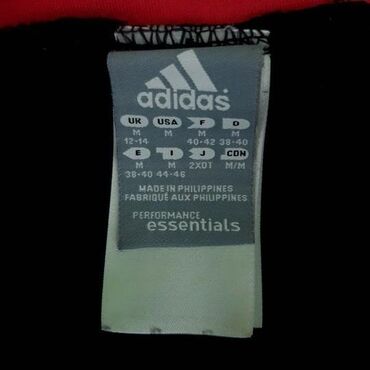 adidas
UK USA F D
M M M M
12-14 40-42 38-40
E I J CDN
M M 2XOT M/M
38-40 44-46
MADE IN PHILIPPINES
FABRIQUÉ AUX PHILIPPINES
PERFORMANCE
essentials